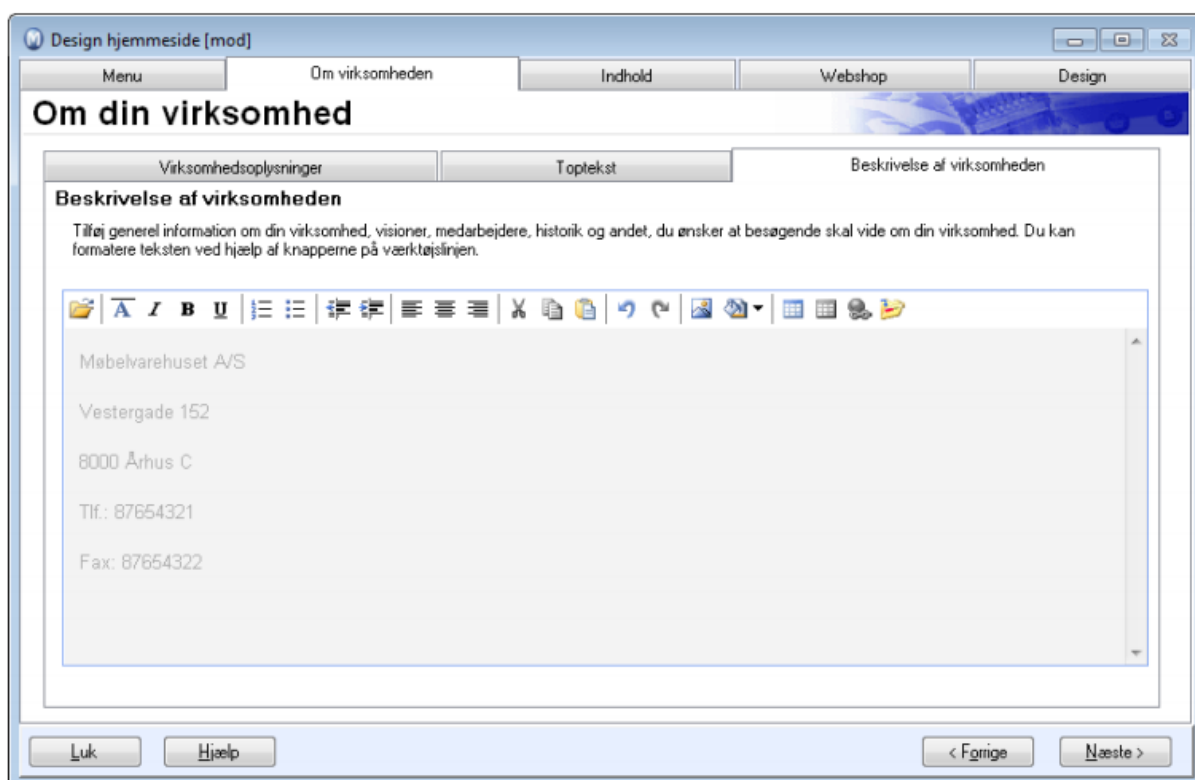 Design hjemmeside [mod]
Menu
Om virksomheden
Indhold
Webshop
Design
Om din virksomhed
Virksomhedsoplysninger
Toptekst
Beskrivelse af virksomheden
Beskrivelse af virksomheden
Tilføj generel information om din virksomhed, visioner, medarbejdere, historik og andet, du ønsker at besøgende skal vide om din virksomhed. Du kan
formatere teksten ved hjælp af knapperne på værktøjslinjen.
A I B U
Møbelvarehuset A/S
Vestergade 152
8000 Århus C
Tlf.: 87654321
Fax: 87654322
Luk
Hjælp
< Forrige
Næste >